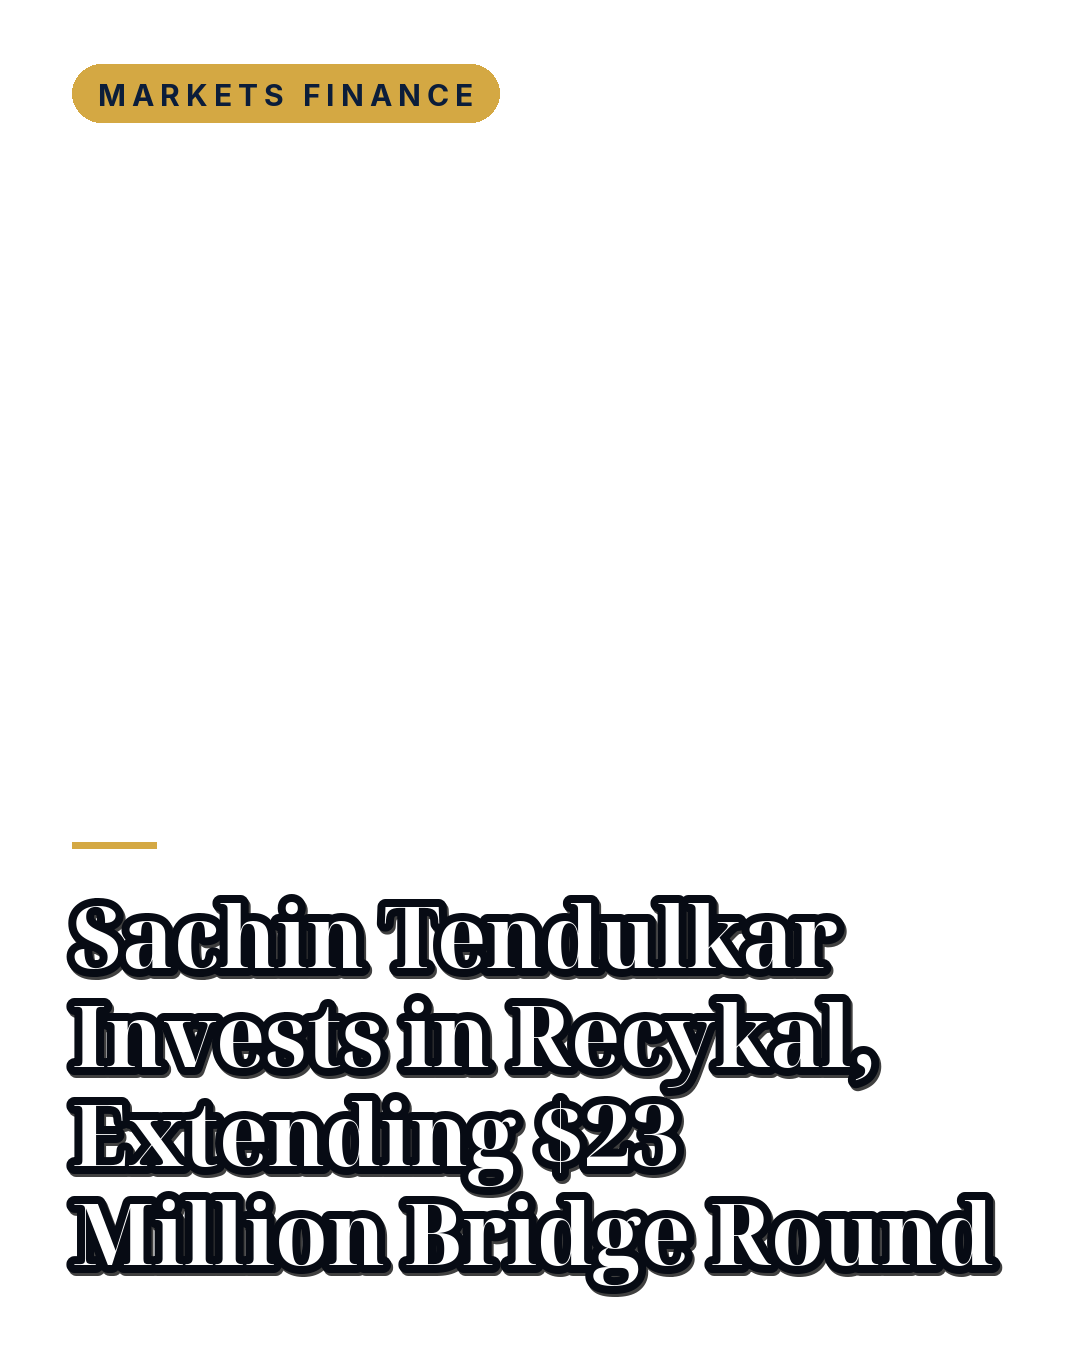 MARKETS FINANCE
Sachin Tendulkar
Invests in Recykal,
Extending $23
Million Bridge Round